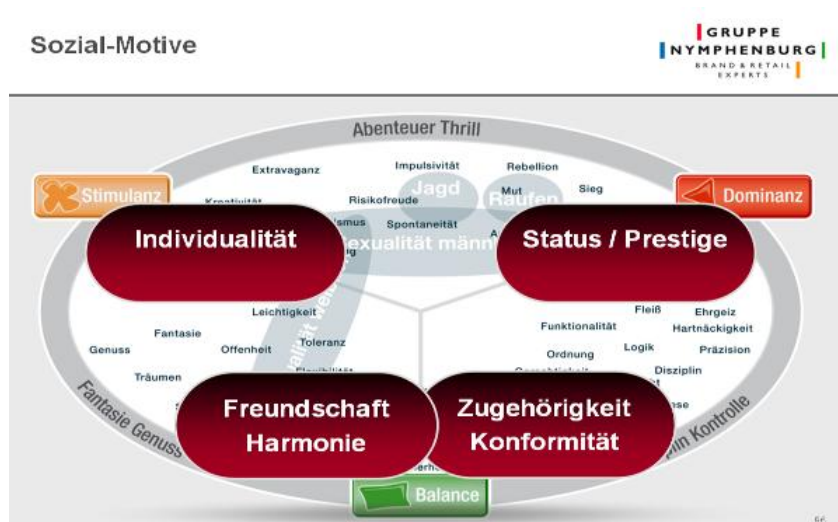 Sozial-Motive
GRUPPE
NYMPHENBURG
BRAND & RETAIL
EXPERTS
Abenteuer Thrill
Extravaganz
Impulsivität
Rebellion
Stimulanz
Jagd
Mut
Raufen
Sieg
Dominanz
Kreativität
Risikofreude
Individualität
Spontaneität
Status / Prestige
Leichtigkeit
Fleiß
Ehrgeiz
Fantasie
Toleranz
Funktionalität
Hartnäckigkeit
Genuss
Offenheit
Ordnung
Logik
Präzision
Träumen
Flexibilität
Disziplin
Fantasie Genuss
Freundschaft
Harmonie
Zugehörigkeit
Konformität
Kontrolle
Balance